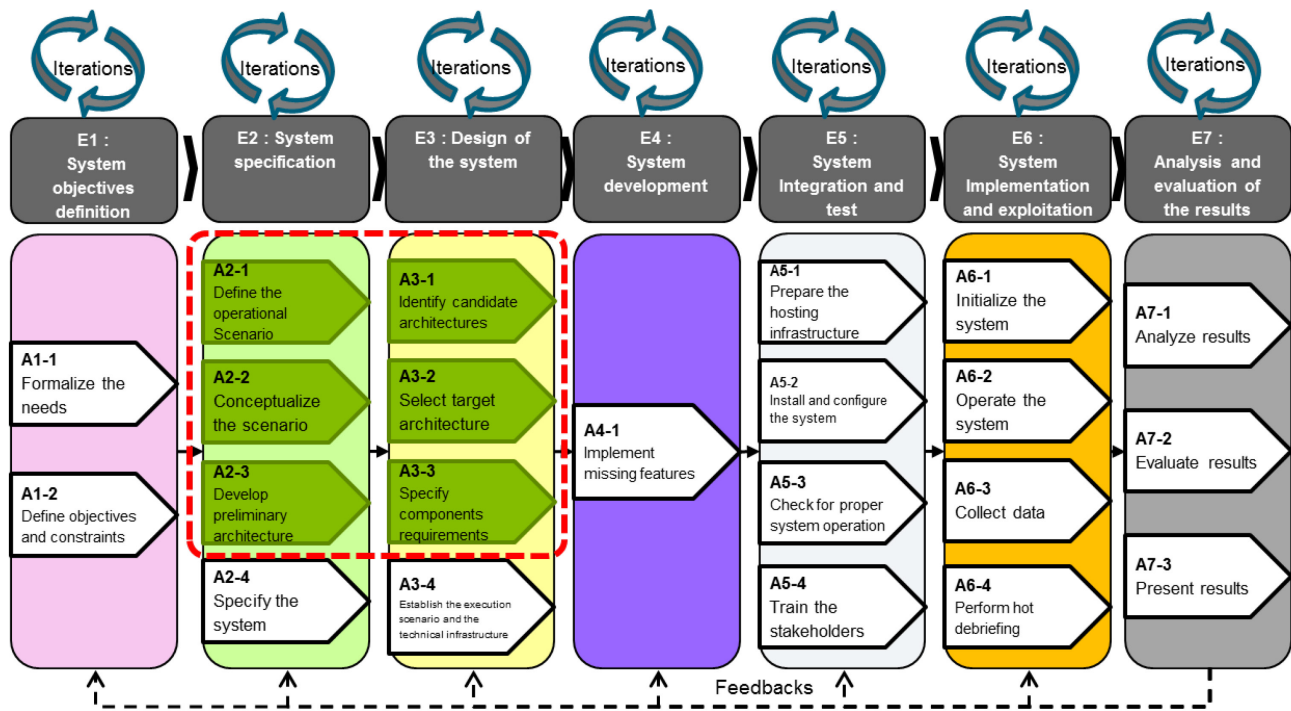 Iterations
Iterations
Iterations
Iterations
Iterations
Iterations
Iterations
E1 :
System
objectives
definition
E2 : System
specification
E3 : Design of
the system
E4 :
System
development
E5 :
System
Integration and
test
E6 :
System
Implementation
and exploitation
E7 :
Analysis and
evaluation of
the results
A1-1
Formalize the
needs
A1-2
Define objectives
and constraints
A2-1
Define the
operational
Scenario
A2-2
Conceptualize
the scenario
A2-3
Develop
preliminary
architecture
A2-4
Specify the
system
A3-1
Identify candidate
architectures
A3-2
Select target
architecture
A3-3
Specify
components
requirements
A3-4
Establish the execution
scenario and the
technical infrastructure
A4-1
Implement
missing features
A5-1
Prepare the
hosting
infrastructure
A5-2
Install and configure
the system
A5-3
Check for proper
system operation
A5-4
Train the
stakeholders
A6-1
Initialize the
system
A6-2
Operate the
system
A6-3
Collect data
A6-4
Perform hot
debriefing
A7-1
Analyze results
A7-2
Evaluate results
A7-3
Present results
Feedbacks